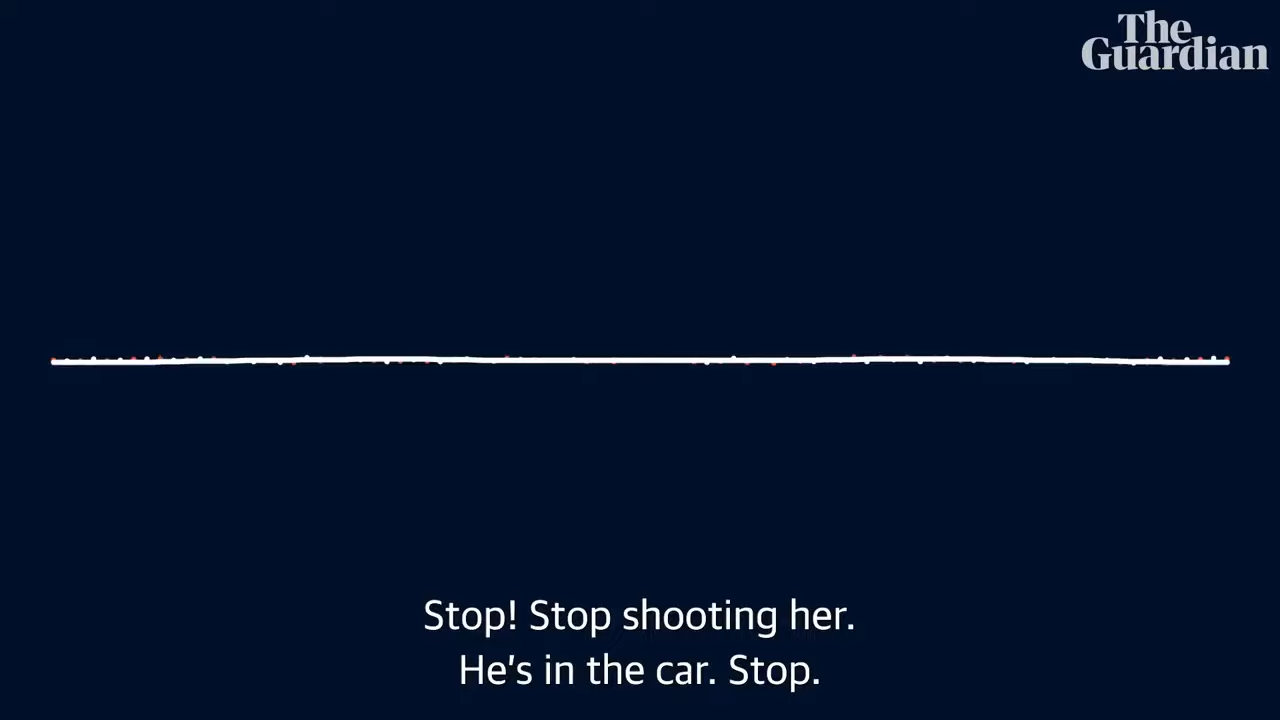 The
Guardian
Stop! Stop shooting her.
He's in the car. Stop.